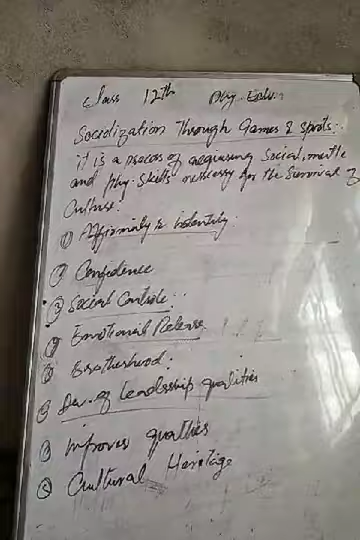 Class 12th Phy. Edu.
Socialization Through Games & Sports:
it is a process of acquiring Social, mental
and Phy. Skills necessary for the Survival of
Culture.
① Affirmity & Identity
② Confidence
③ Social Controle:
④ Emotional Release
⑤ Brotherhood:
⑥ Dev. of Leadership qualities
⑦ improves qualities
⑧ Cultural Heritage